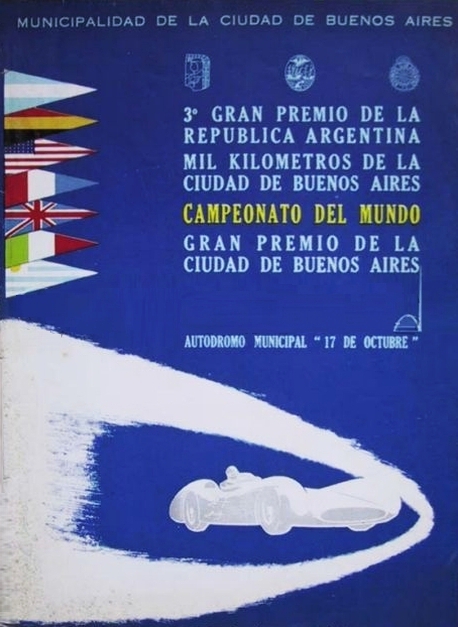 MUNICIPALIDAD DE LA CIUDAD DE BUENOS AIRES
3º GRAN PREMIO DE LA
REPUBLICA ARGENTINA
MIL KILOMETROS DE LA
CIUDAD DE BUENOS AIRES
CAMPEONATO DEL MUNDO
GRAN PREMIO DE LA
CIUDAD DE BUENOS AIRES
AUTODROMO MUNICIPAL "17 DE OCTUBRE"